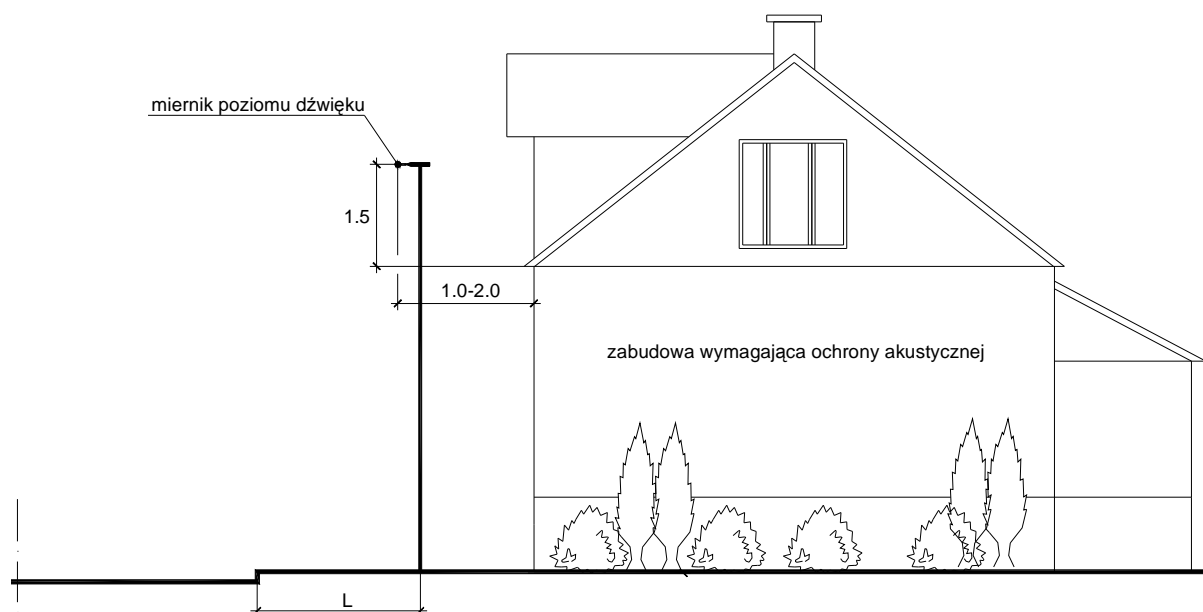 miernik poziomu dźwięku
1.5
1.0-2.0
zabudowa wymagająca ochrony akustycznej
L